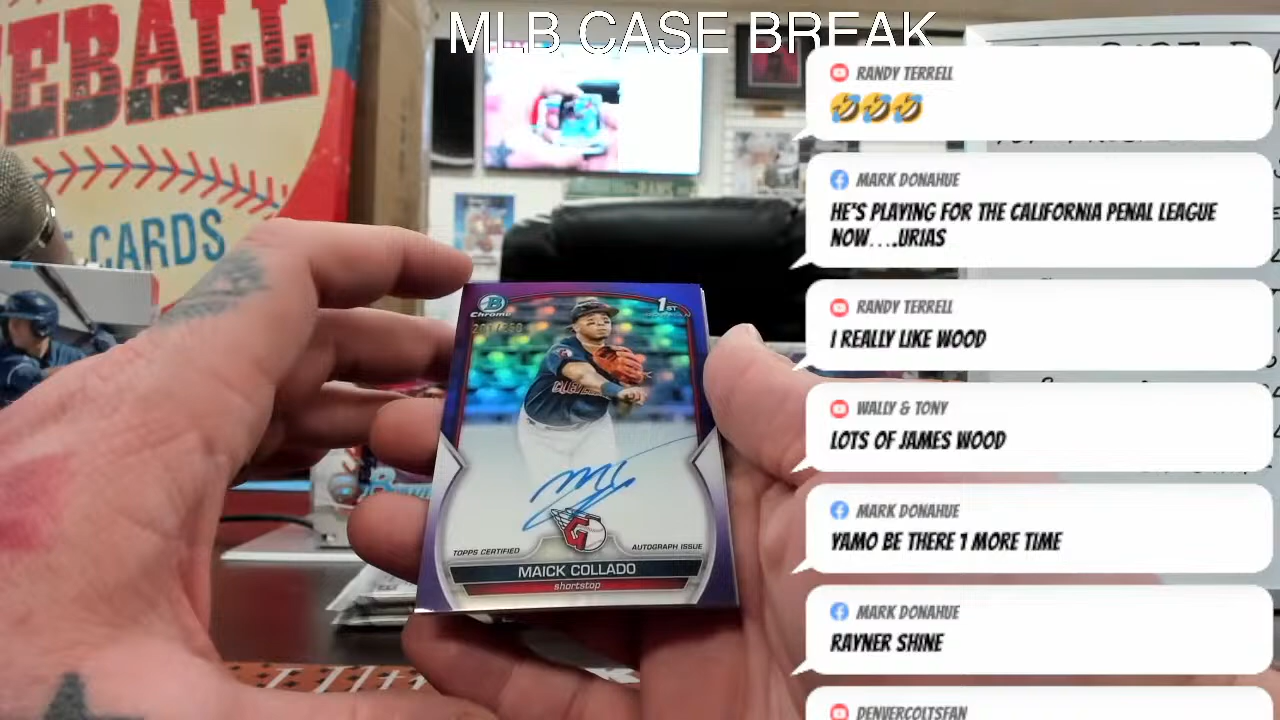 MLB CASE BREAK
EBALL
CARDS
RANDY TERRELL
🤣🤣🤣
MARK DONAHUE
HE'S PLAYING FOR THE CALIFORNIA PENAL LEAGUE
NOW....URIAS
RANDY TERRELL
I REALLY LIKE WOOD
WALLY & TONY
LOTS OF JAMES WOOD
MARK DONAHUE
YAMO BE THERE 1 MORE TIME
MARK DONAHUE
RAYNER SHINE
DENVERCOLTSFAN
B
Chrome
1ST
TOPPS CERTIFIED
AUTOGRAPH ISSUE
MAICK COLLADO
shortstop